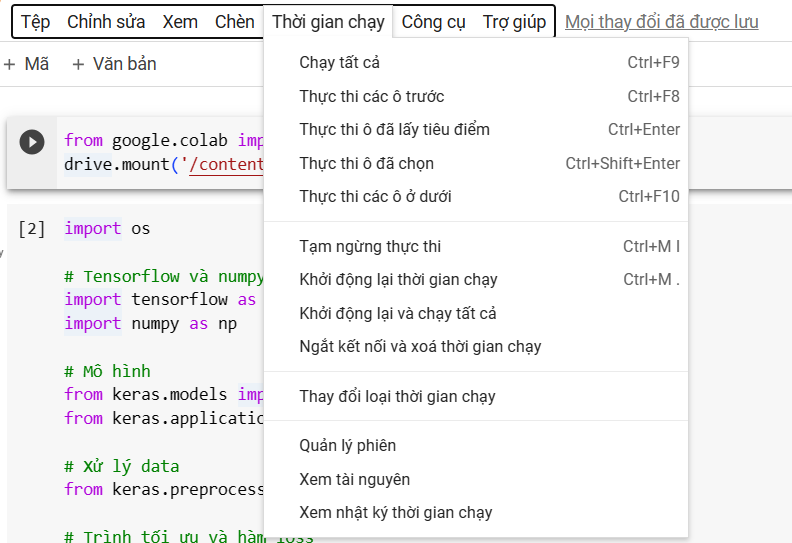 Tệp Chỉnh sửa Xem Chèn Thời gian chạy Công cụ Trợ giúp Mọi thay đổi đã được lưu
+ Mã + Văn bản
Chạy tất cả Ctrl+F9
Thực thi các ô trước Ctrl+F8
Thực thi ô đã lấy tiêu điểm Ctrl+Enter
Thực thi ô đã chọn Ctrl+Shift+Enter
Thực thi các ô ở dưới Ctrl+F10
Tạm ngừng thực thi Ctrl+M I
Khởi động lại thời gian chạy Ctrl+M .
Khởi động lại và chạy tất cả
Ngắt kết nối và xoá thời gian chạy
Thay đổi loại thời gian chạy
Quản lý phiên
Xem tài nguyên
Xem nhật ký thời gian chạy
from google.colab imp
drive.mount('/content
[2] import os
# Tensorflow và numpy
import tensorflow as
import numpy as np
# Mô hình
from keras.models imp
from keras.applicatio
# Xử lý data
from keras.preprocess
# Trình tối ưu và hàm loss